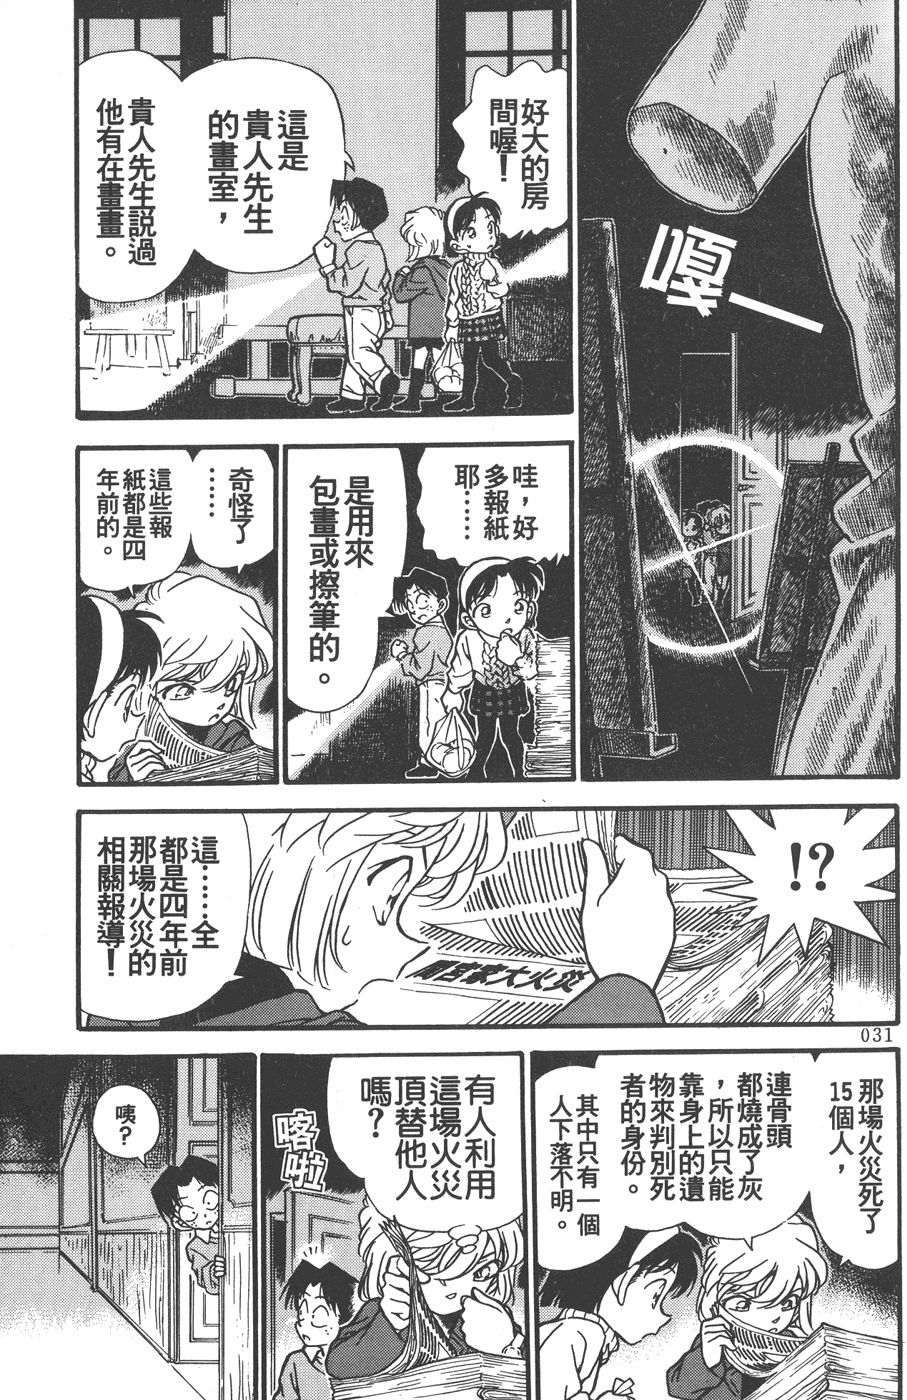 嘎—
好大的房
間喔！
這是
貴人先生
的畫室，
貴人先生說過
他有在畫畫。
哇，好
多報紙
耶……
是用來
包畫或擦筆的。
奇怪了
……
這些報
紙都是四
年前的。
!?
宮家大火災
這……全
都是四年前
那場火災的
相關報導！
031
那場火災死了
15個人，
連骨頭
都燒成了灰
，所以只能
靠身上的遺
物來判別死
者的身份。
其中只有一個
人下落不明。
有人利用
這場火災
頂替他人
嗎？
喀
啦
咦？